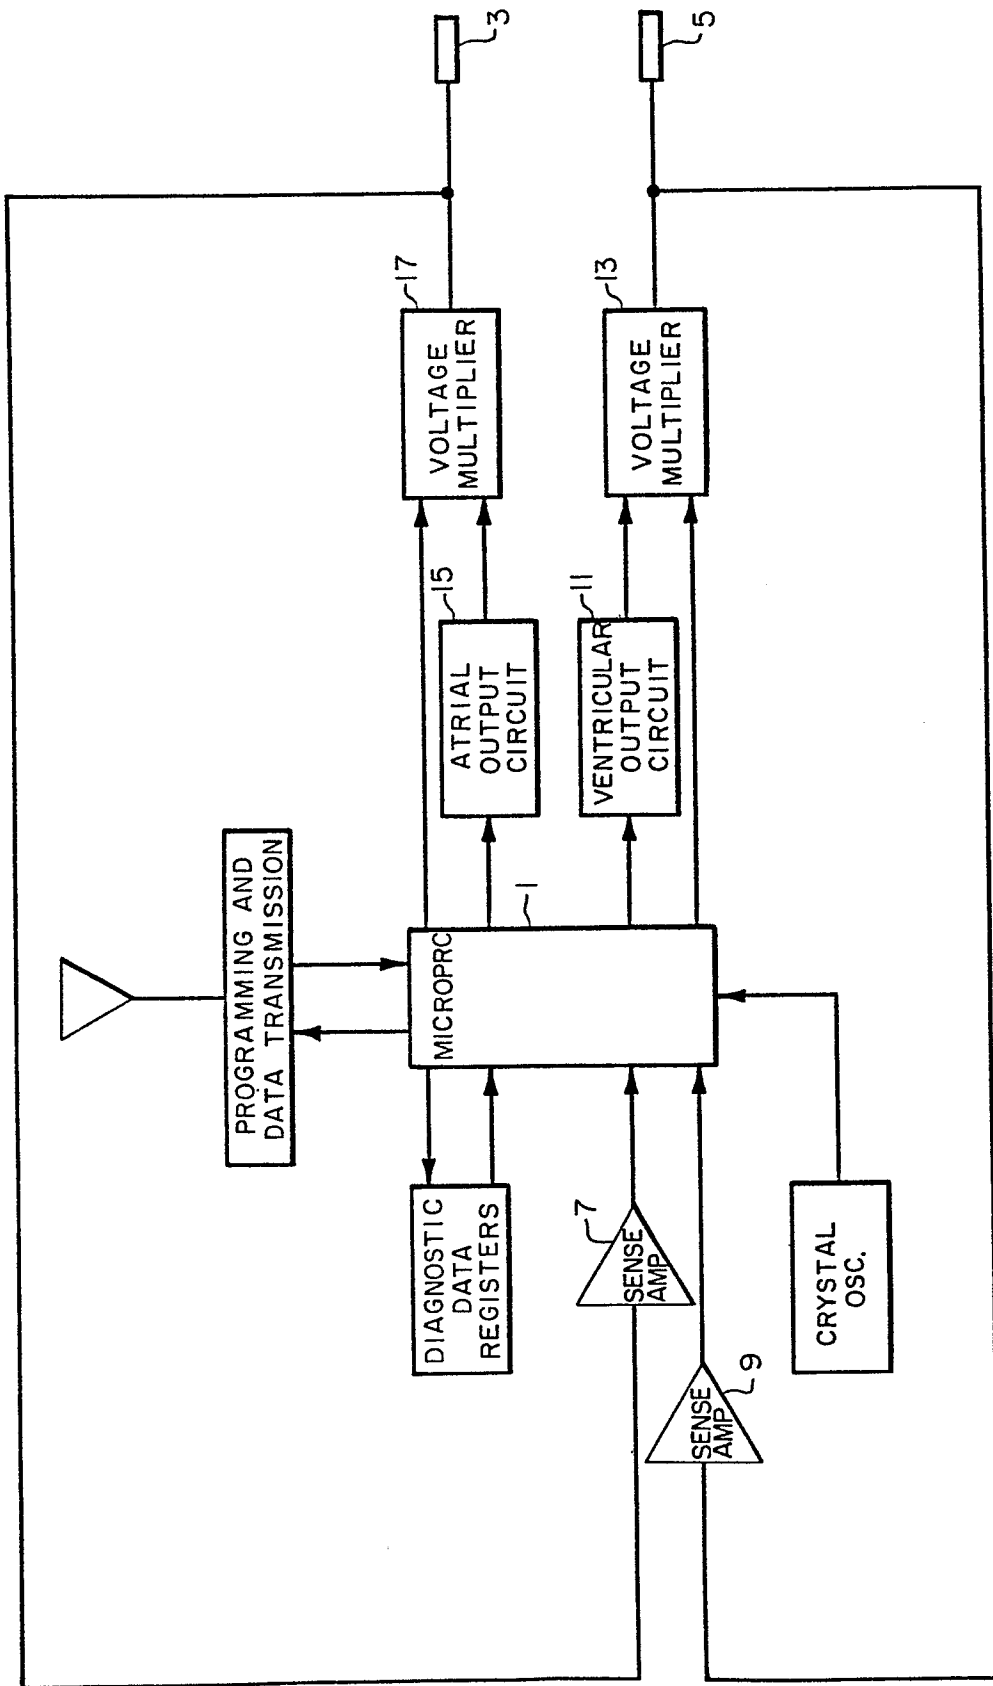 PROGRAMMING AND
DATA TRANSMISSION
DIAGNOSTIC
DATA
REGISTERS
MICROPRC
1
ATRIAL
OUTPUT
CIRCUIT
15
VOLTAGE
MULTIPLIER
17
3
SENSE
AMP
7
VENTRICULAR
OUTPUT
CIRCUIT
11
VOLTAGE
MULTIPLIER
13
5
SENSE
AMP
9
CRYSTAL
OSC.